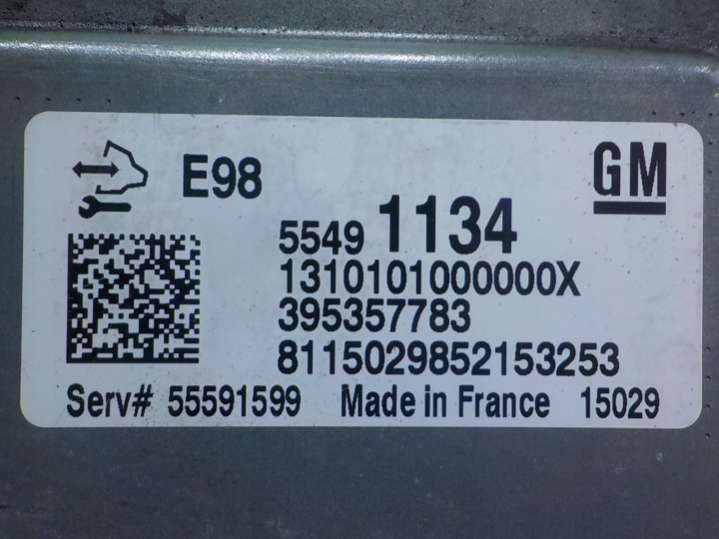 E98
GM
5549 1134
1310101000000X
395357783
8115029852153253
Serv# 55591599 Made in France 15029